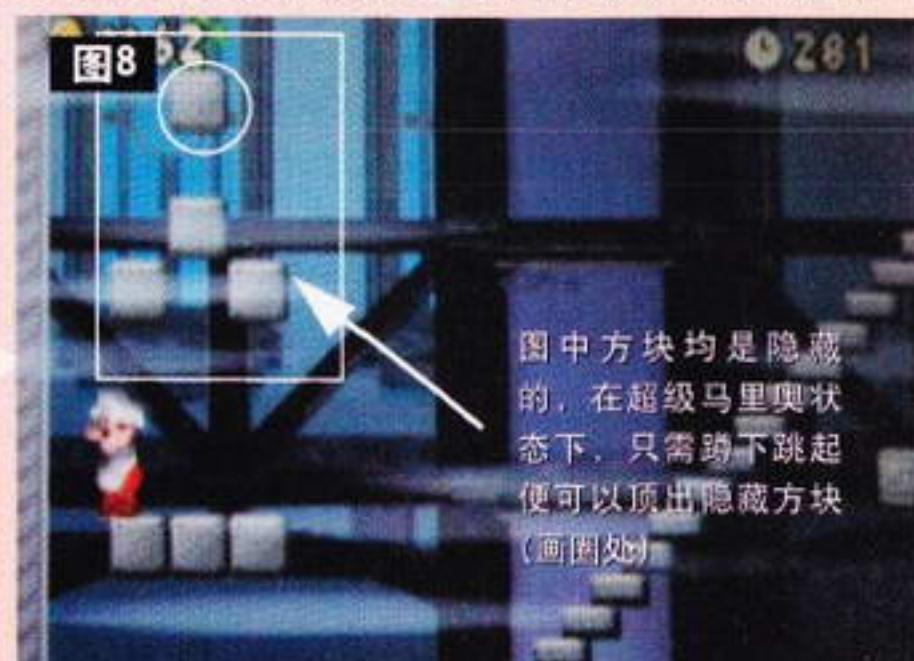 图8
62
281
图中方块均是隐藏
的，在超级马里奥状
态下，只需蹲下跳起
便可以顶出隐藏方块
(画圈处)